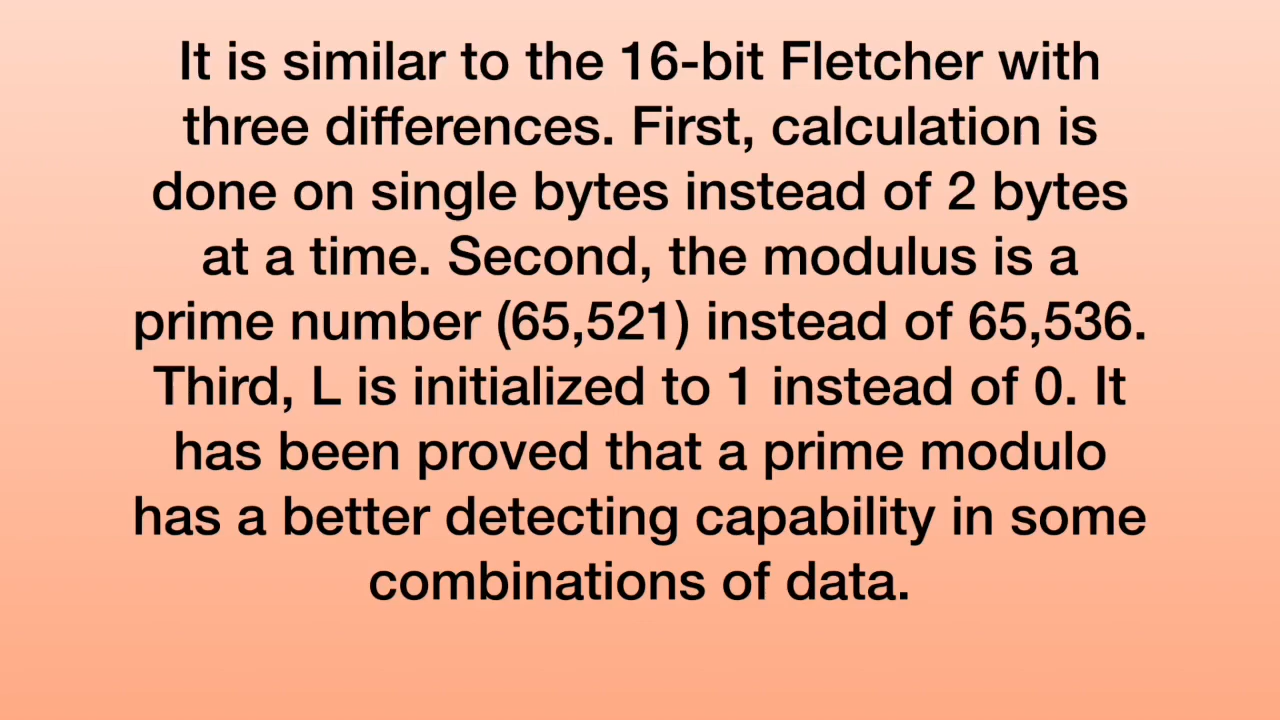 It is similar to the 16-bit Fletcher with
three differences. First, calculation is
done on single bytes instead of 2 bytes
at a time. Second, the modulus is a
prime number (65,521) instead of 65,536.
Third, L is initialized to 1 instead of 0. It
has been proved that a prime modulo
has a better detecting capability in some
combinations of data.